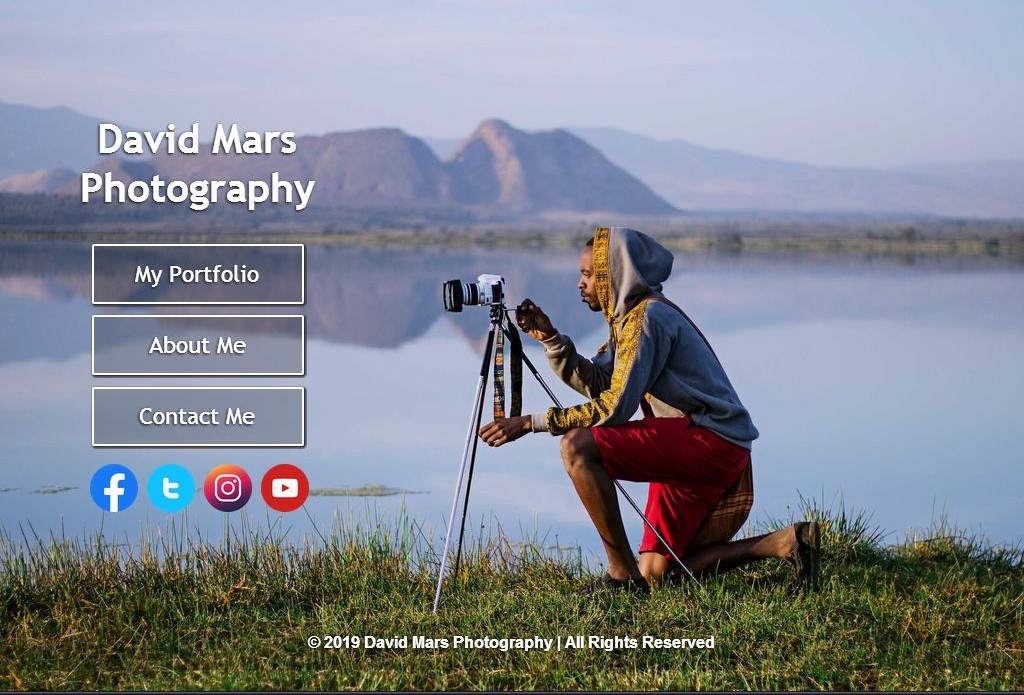 David Mars
Photography
My Portfolio
About Me
Contact Me
© 2019 David Mars Photography | All Rights Reserved